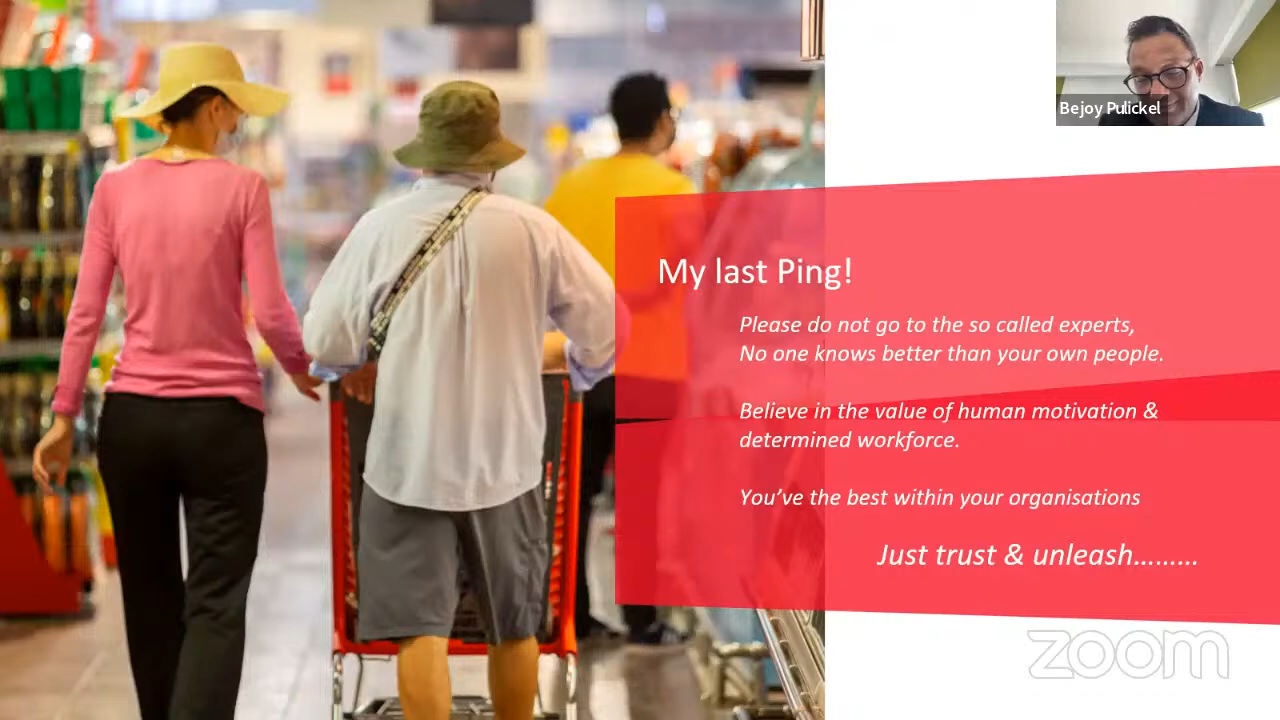 Bejoy Pulickel
My last Ping!
Please do not go to the so called experts,
No one knows better than your own people.
Believe in the value of human motivation &
determined workforce.
You've the best within your organisations
Just trust & unleash.........
zoom